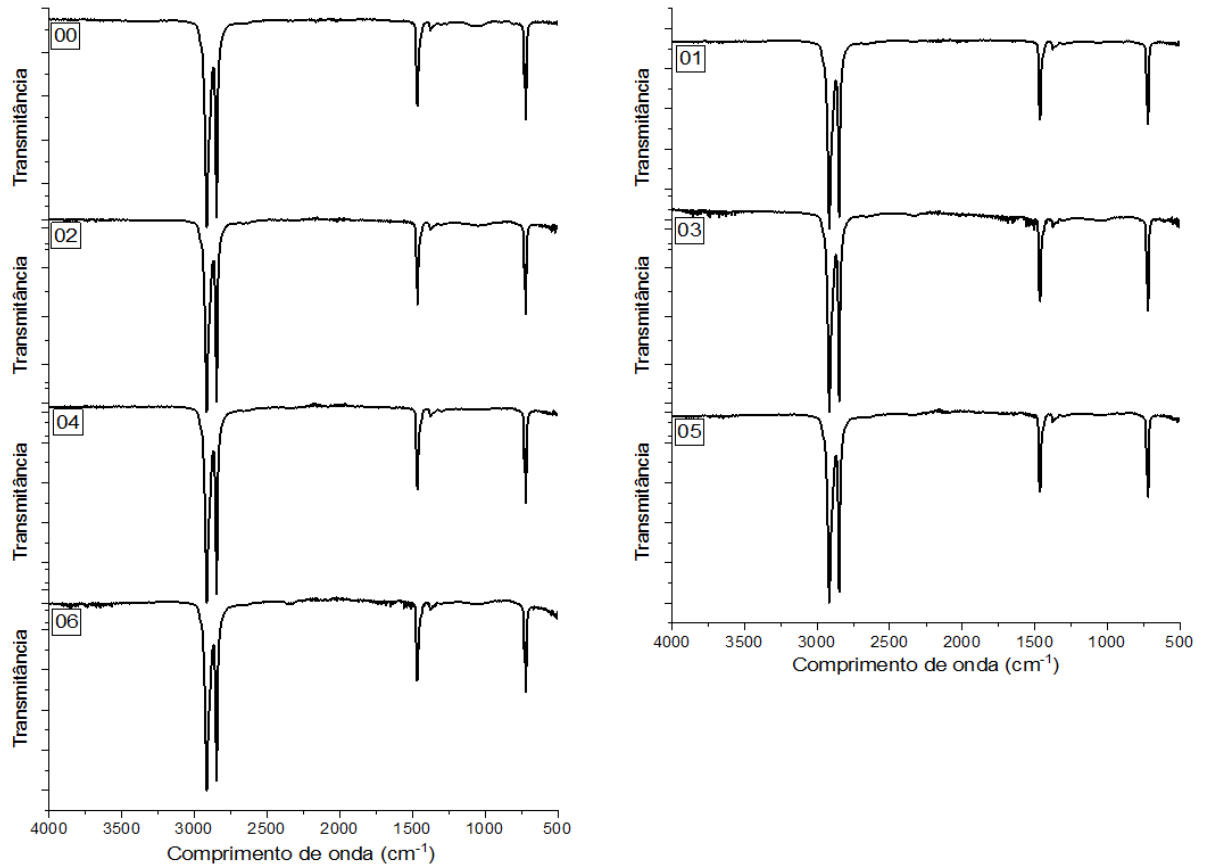 00
Transmitância
02
Transmitância
04
Transmitância
06
Transmitância
4000 3500 3000 2500 2000 1500 1000 500
Comprimento de onda (cm-1)
01
Transmitância
03
Transmitância
05
Transmitância
4000 3500 3000 2500 2000 1500 1000 500
Comprimento de onda (cm-1)